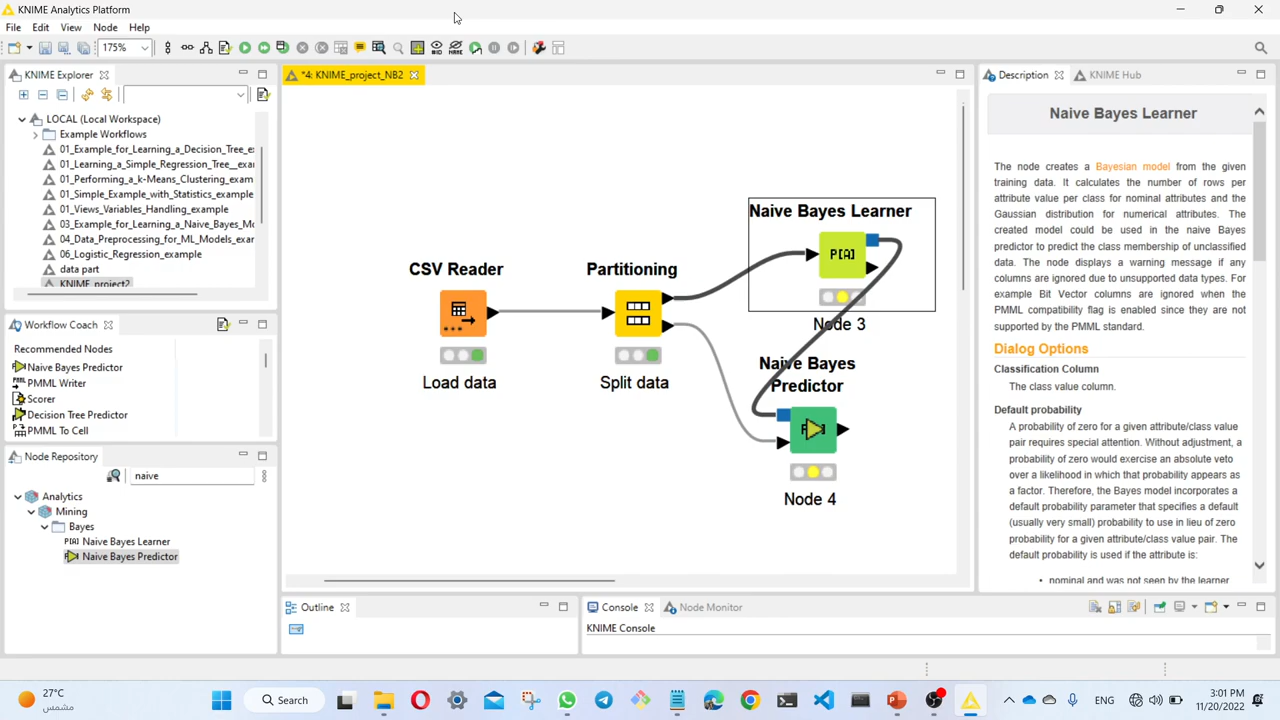 KNIME Analytics Platform
File Edit View Node Help
175%
KNIME Explorer
LOCAL (Local Workspace)
Example Workflows
01_Example_for_Learning_a_Decision_Tree_e
01_Learning_a_Simple_Regression_Tree__exa
01_Performing_a_k-Means_Clustering_exam
01_Simple_Example_with_Statistics_example
01_Views_Variables_Handling_example
03_Example_for_Learning_a_Naive_Bayes_Mo
04_Data_Preprocessing_for_ML_Models_exam
06_Logistic_Regression_example
data part
KNIME_project2
Workflow Coach
Recommended Nodes
Naive Bayes Predictor
PMML Writer
Scorer
Decision Tree Predictor
PMML To Cell
Node Repository
naive
Analytics
Mining
Bayes
P[A] Naive Bayes Learner
Naive Bayes Predictor
*4: KNIME_project_NB2
CSV Reader
Load data
Partitioning
Split data
Naive Bayes Learner
P[A]
Node 3
Naive Bayes
Predictor
Node 4
Outline
Console Node Monitor
KNIME Console
Description KNIME Hub
Naive Bayes Learner
The node creates a Bayesian model from the given
training data. It calculates the number of rows per
attribute value per class for nominal attributes and the
Gaussian distribution for numerical attributes. The
created model could be used in the naive Bayes
predictor to predict the class membership of unclassified
data. The node displays a warning message if any
columns are ignored due to unsupported data types. For
example Bit Vector columns are ignored when the
PMML compatibility flag is enabled since they are not
supported by the PMML standard.
Dialog Options
Classification Column
The class value column.
Default probability
A probability of zero for a given attribute/class value
pair requires special attention. Without adjustment, a
probability of zero would exercise an absolute veto
over a likelihood in which that probability appears as
a factor. Therefore, the Bayes model incorporates a
default probability parameter that specifies a default
(usually very small) probability to use in lieu of zero
probability for a given attribute/class value pair. The
default probability is used if the attribute is:
• nominal and was not seen by the learner
27°C
مشمس
Search
ENG
3:01 PM
11/20/2022